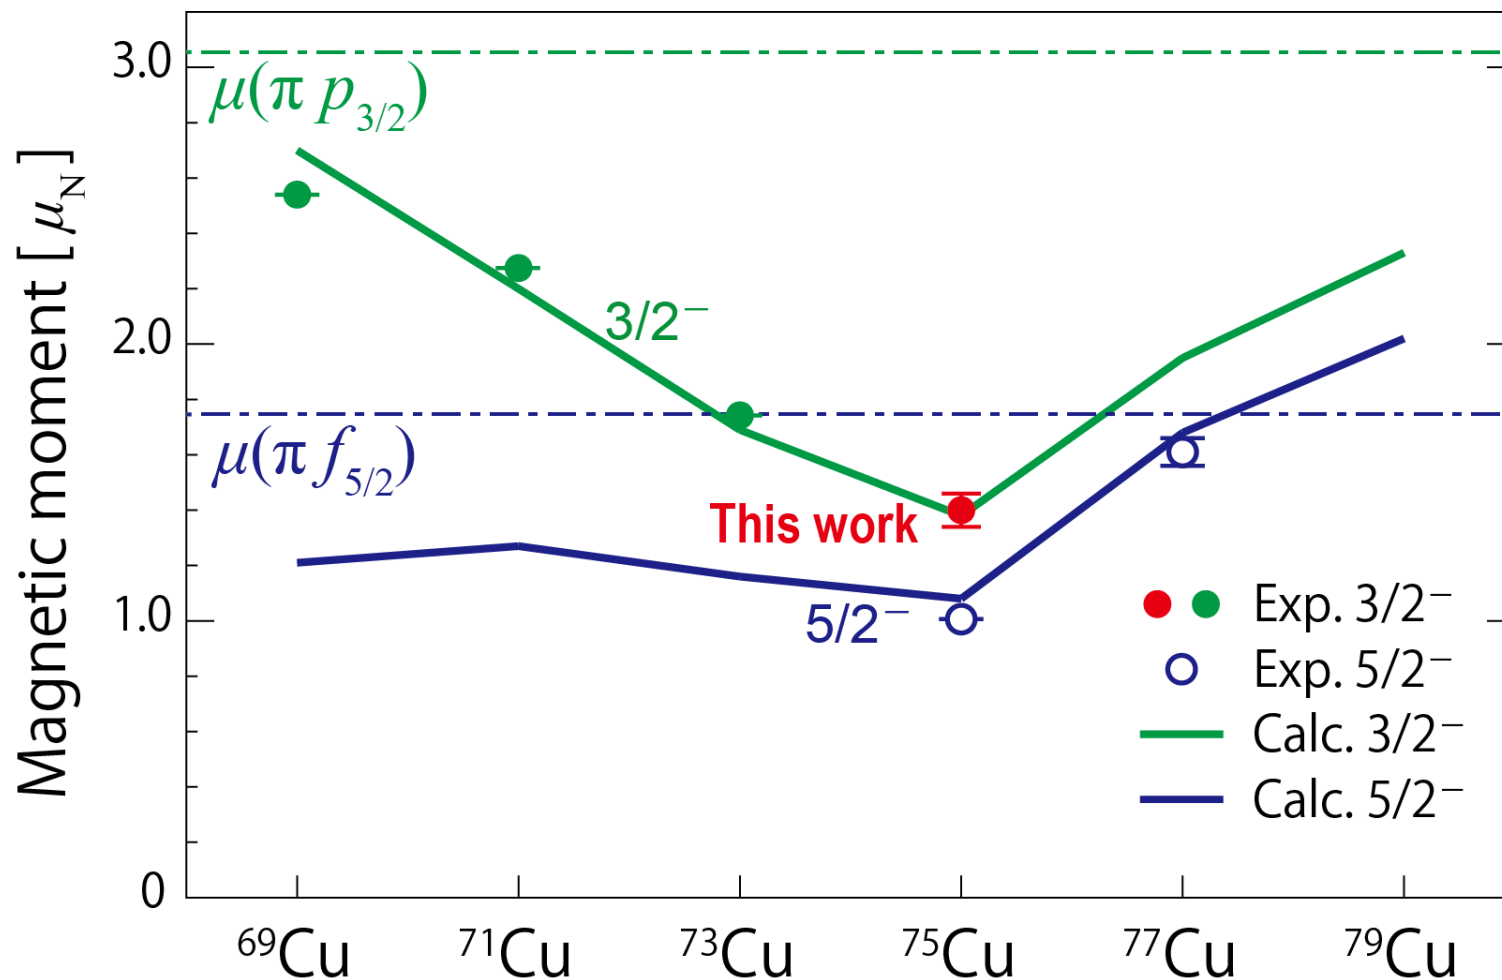 Magnetic moment [ μN]
3.0
2.0
1.0
0
μ(π p3/2)
3/2−
μ(π f5/2)
This work
5/2−
Exp. 3/2−
Exp. 5/2−
Calc. 3/2−
Calc. 5/2−
69Cu 71Cu 73Cu 75Cu 77Cu 79Cu